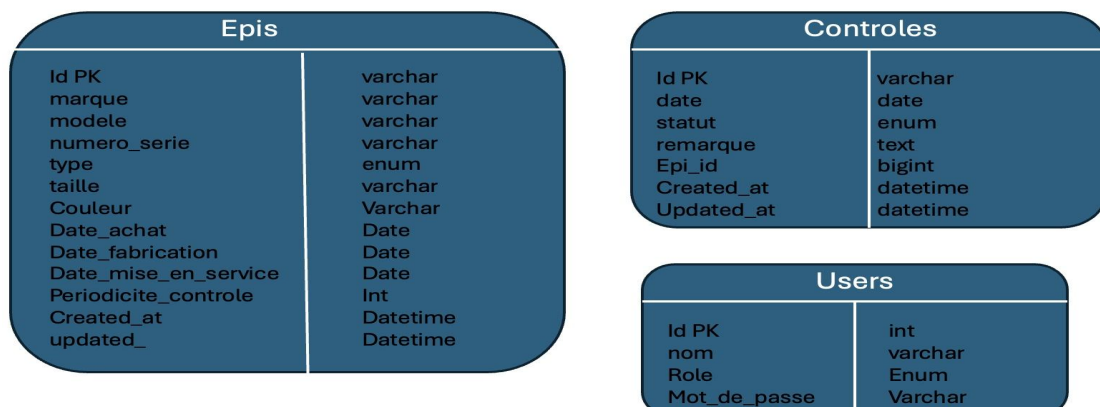 Epis
Id PK varchar
marque varchar
modele varchar
numero_serie varchar
type enum
taille varchar
Couleur Varchar
Date_achat Date
Date_fabrication Date
Date_mise_en_service Date
Periodicite_controle Int
Created_at Datetime
updated_ Datetime
Controles
Id PK varchar
date date
statut enum
remarque text
Epi_id bigint
Created_at datetime
Updated_at datetime
Users
Id PK int
nom varchar
Role Enum
Mot_de_passe Varchar